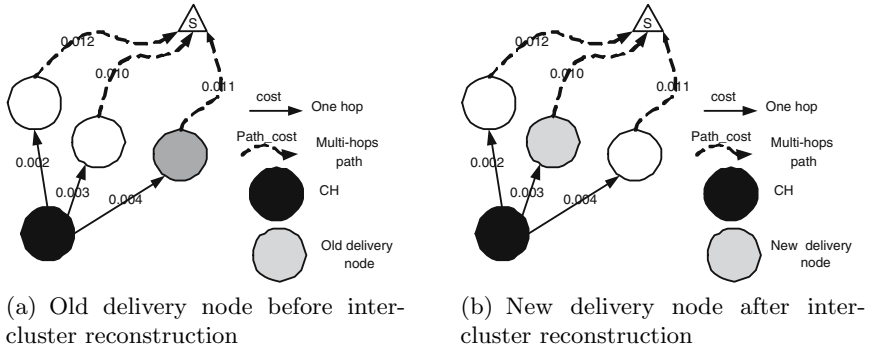 S
0.012
0.010
0.011
0.002
0.003
0.004
cost
One hop
Path_cost
Multi-hops
path
CH
Old delivery
node
(a) Old delivery node before inter-
cluster reconstruction
S
0.012
0.010
0.011
0.002
0.003
0.004
cost
One hop
Path_cost
Multi-hops
path
CH
New delivery
node
(b) New delivery node after inter-
cluster reconstruction